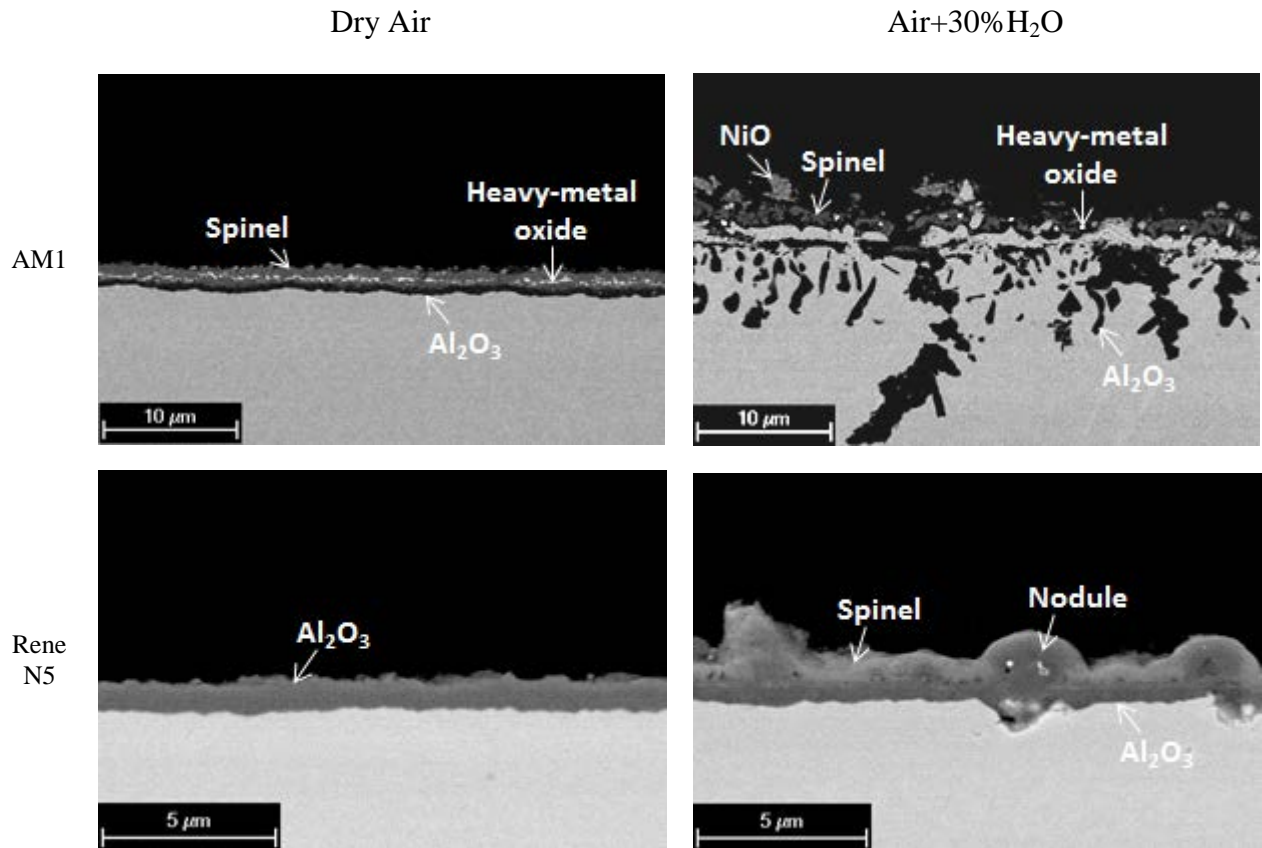 Dry Air
Air+30%H₂O
AM1
Spinel
Heavy-metal
oxide
Al₂O₃
10 μm
NiO
Spinel
Heavy-metal
oxide
Al₂O₃
10 μm
Rene
N5
Al₂O₃
5 μm
Spinel
Nodule
Al₂O₃
5 μm